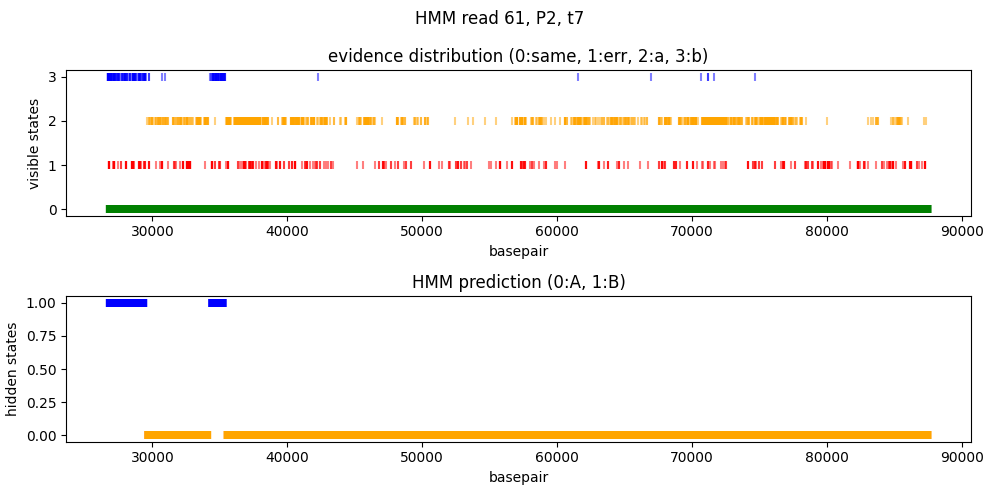 HMM read 61, P2, t7
evidence distribution (0:same, 1:err, 2:a, 3:b)
visible states
3
2
1
0
30000 40000 50000 60000 70000 80000 90000
basepair
HMM prediction (0:A, 1:B)
hidden states
1.00
0.75
0.50
0.25
0.00
30000 40000 50000 60000 70000 80000 90000
basepair